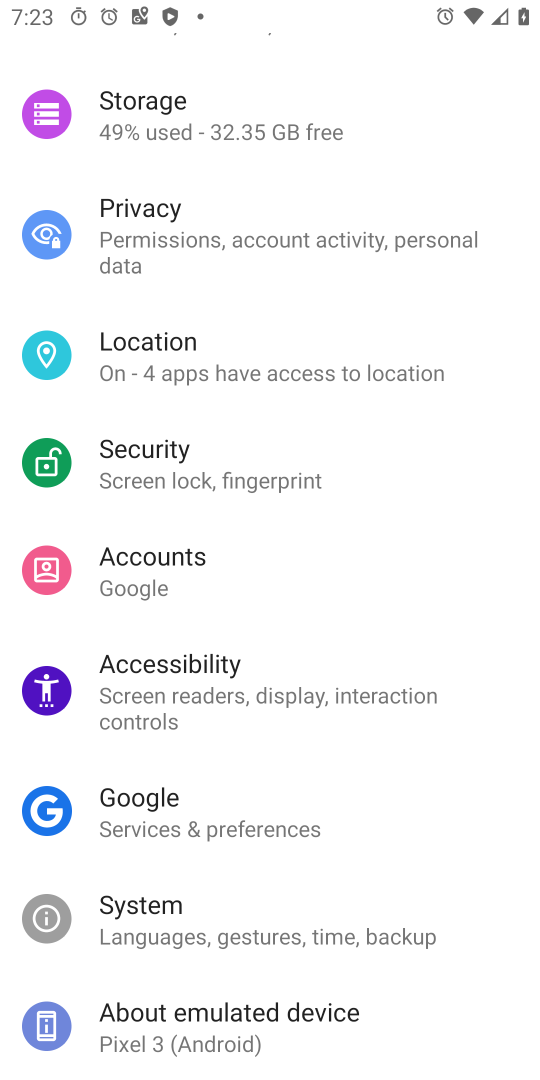 7:23
Storage
49% used - 32.35 GB free
Privacy
Permissions, account activity, personal
data
Location
On - 4 apps have access to location
Security
Screen lock, fingerprint
Accounts
Google
Accessibility
Screen readers, display, interaction
controls
Google
Services & preferences
System
Languages, gestures, time, backup
About emulated device
Pixel 3 (Android)